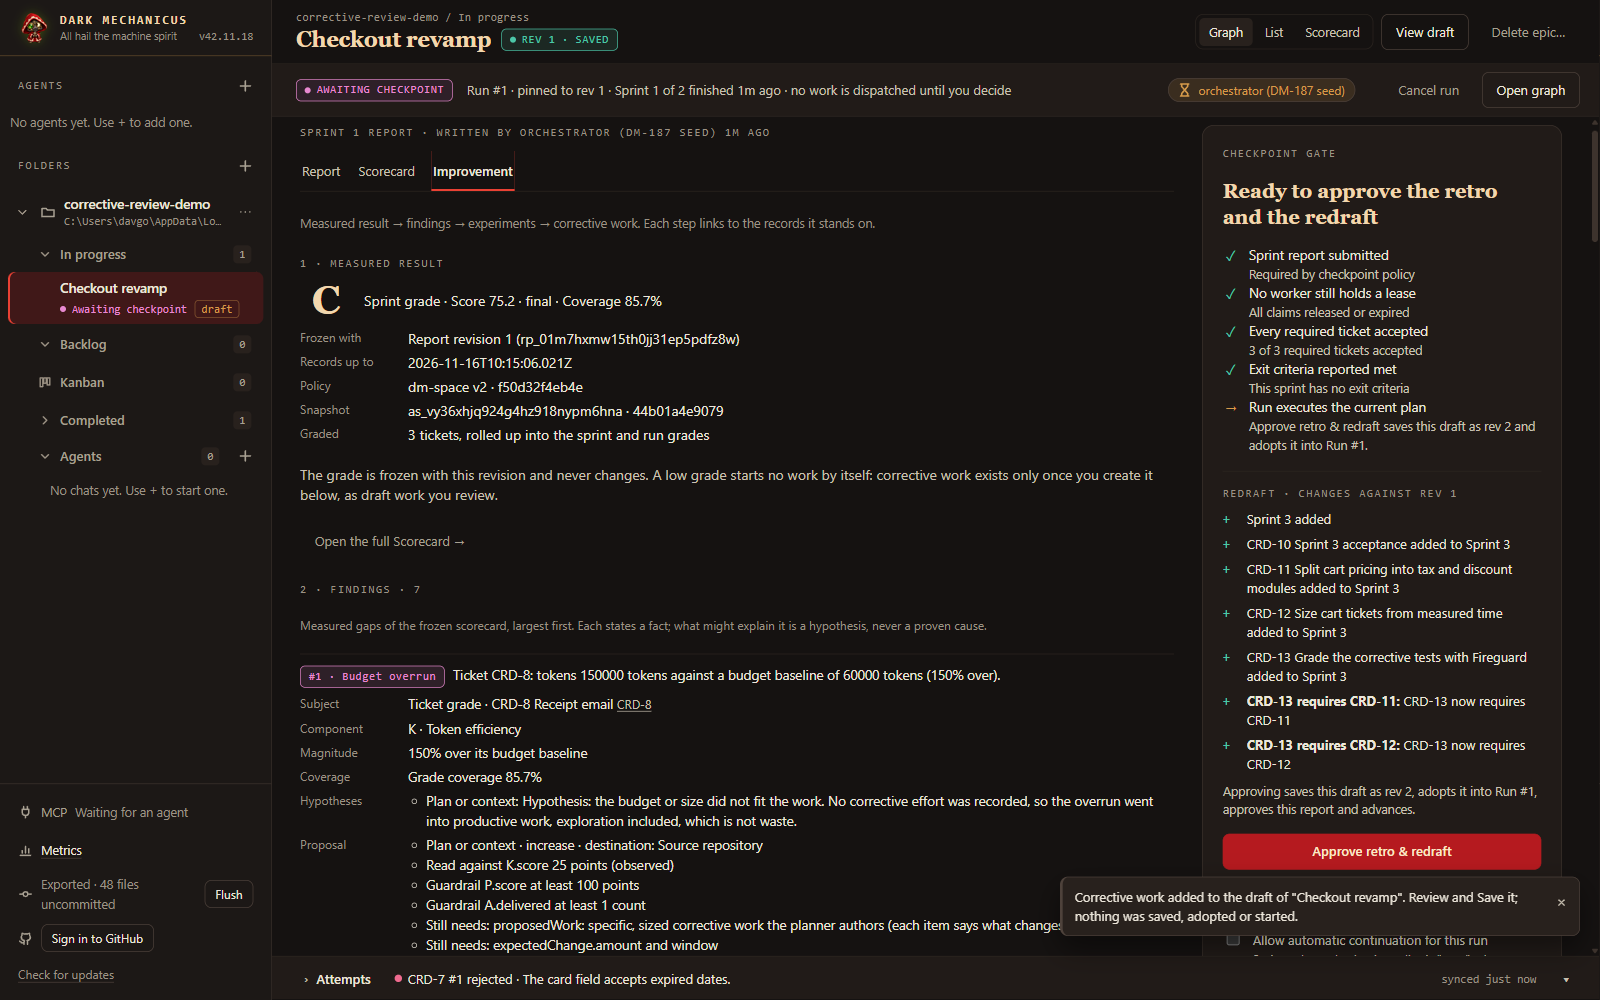 DARK MECHANICUS
All hail the machine spirit v42.11.18
AGENTS
No agents yet. Use + to add one.
FOLDERS
corrective-review-demo
C:\Users\davgo\AppData\Lo…
In progress 1
Checkout revamp
Awaiting checkpoint draft
Backlog 0
Kanban 0
Completed 1
Agents 0
No chats yet. Use + to start one.
MCP Waiting for an agent
Metrics
Exported · 48 files
uncommitted
Flush
Sign in to GitHub
Check for updates
corrective-review-demo / In progress
Checkout revamp
REV 1 · SAVED
Graph List Scorecard
View draft
Delete epic...
AWAITING CHECKPOINT
Run #1 · pinned to rev 1 · Sprint 1 of 2 finished 1m ago · no work is dispatched until you decide
orchestrator (DM-187 seed)
Cancel run
Open graph
SPRINT 1 REPORT · WRITTEN BY ORCHESTRATOR (DM-187 SEED) 1M AGO
Report Scorecard Improvement
Measured result → findings → experiments → corrective work. Each step links to the records it stands on.
1 · MEASURED RESULT
C Sprint grade · Score 75.2 · final · Coverage 85.7%
Frozen with Report revision 1 (rp_01m7hxmw15th0jj31ep5pdfz8w)
Records up to 2026-11-16T10:15:06.021Z
Policy dm-space v2 · f50d32f4eb4e
Snapshot as_vy36xhjq924g4hz918nypm6hna · 44b01a4e9079
Graded 3 tickets, rolled up into the sprint and run grades
The grade is frozen with this revision and never changes. A low grade starts no work by itself: corrective work exists only once you create it
below, as draft work you review.
Open the full Scorecard →
2 · FINDINGS · 7
Measured gaps of the frozen scorecard, largest first. Each states a fact; what might explain it is a hypothesis, never a proven cause.
#1 · Budget overrun Ticket CRD-8: tokens 150000 tokens against a budget baseline of 60000 tokens (150% over).
Subject Ticket grade · CRD-8 Receipt email CRD-8
Component K · Token efficiency
Magnitude 150% over its budget baseline
Coverage Grade coverage 85.7%
Hypotheses Plan or context: Hypothesis: the budget or size did not fit the work. No corrective effort was recorded, so the overrun went
into productive work, exploration included, which is not waste.
Proposal Plan or context · increase · destination: Source repository
Read against K.score 25 points (observed)
Guardrail P.score at least 100 points
Guardrail A.delivered at least 1 count
Still needs: proposedWork: specific, sized corrective work the planner authors (each item says what changes
Still needs: expectedChange.amount and window
CHECKPOINT GATE
Ready to approve the retro
and the redraft
✓ Sprint report submitted
Required by checkpoint policy
✓ No worker still holds a lease
All claims released or expired
✓ Every required ticket accepted
3 of 3 required tickets accepted
✓ Exit criteria reported met
This sprint has no exit criteria
→ Run executes the current plan
Approve retro & redraft saves this draft as rev 2 and
adopts it into Run #1.
REDRAFT · CHANGES AGAINST REV 1
+ Sprint 3 added
+ CRD-10 Sprint 3 acceptance added to Sprint 3
+ CRD-11 Split cart pricing into tax and discount
modules added to Sprint 3
+ CRD-12 Size cart tickets from measured time
added to Sprint 3
+ CRD-13 Grade the corrective tests with Fireguard
added to Sprint 3
+ CRD-13 requires CRD-11: CRD-13 now requires
CRD-11
+ CRD-13 requires CRD-12: CRD-13 now requires
CRD-12
Approving saves this draft as rev 2, adopts it into Run #1,
approves this report and advances.
Approve retro & redraft
Corrective work added to the draft of "Checkout revamp". Review and Save it;
nothing was saved, adopted or started.
×
Allow automatic continuation for this run
Attempts CRD-7 #1 rejected · The card field accepts expired dates.
synced just now